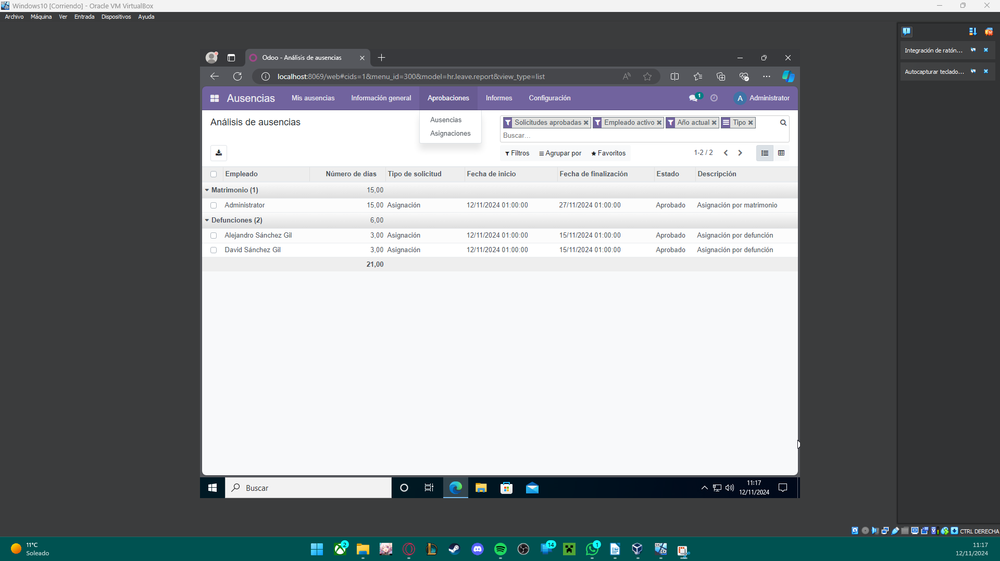 Windows10 [Corriendo] - Oracle VM VirtualBox
Archivo Máquina Ver Entrada Dispositivos Ayuda
Integración de ratón...
Autocapturar teclado...
Odoo - Análisis de ausencias
localhost:8069/web#cids=1&menu_id=300&model=hr.leave.report&view_type=list
Ausencias Mis ausencias Información general Aprobaciones Informes Configuración 1 A Administrator
Ausencias
Asignaciones
Análisis de ausencias
Solicitudes aprobadas Empleado activo Año actual Tipo
Buscar...
Filtros Agrupar por Favoritos 1-2 / 2
Empleado Número de días Tipo de solicitud Fecha de inicio Fecha de finalización Estado Descripción
Matrimonio (1) 15,00
Administrator 15,00 Asignación 12/11/2024 01:00:00 27/11/2024 01:00:00 Aprobado Asignación por matrimonio
Defunciones (2) 6,00
Alejandro Sánchez Gil 3,00 Asignación 12/11/2024 01:00:00 15/11/2024 01:00:00 Aprobado Asignación por defunción
David Sánchez Gil 3,00 Asignación 12/11/2024 01:00:00 15/11/2024 01:00:00 Aprobado Asignación por defunción
21,00
Buscar
11:17
12/11/2024
CTRL DERECHA
11°C
Soleado
2
14
1
11:17
12/11/2024